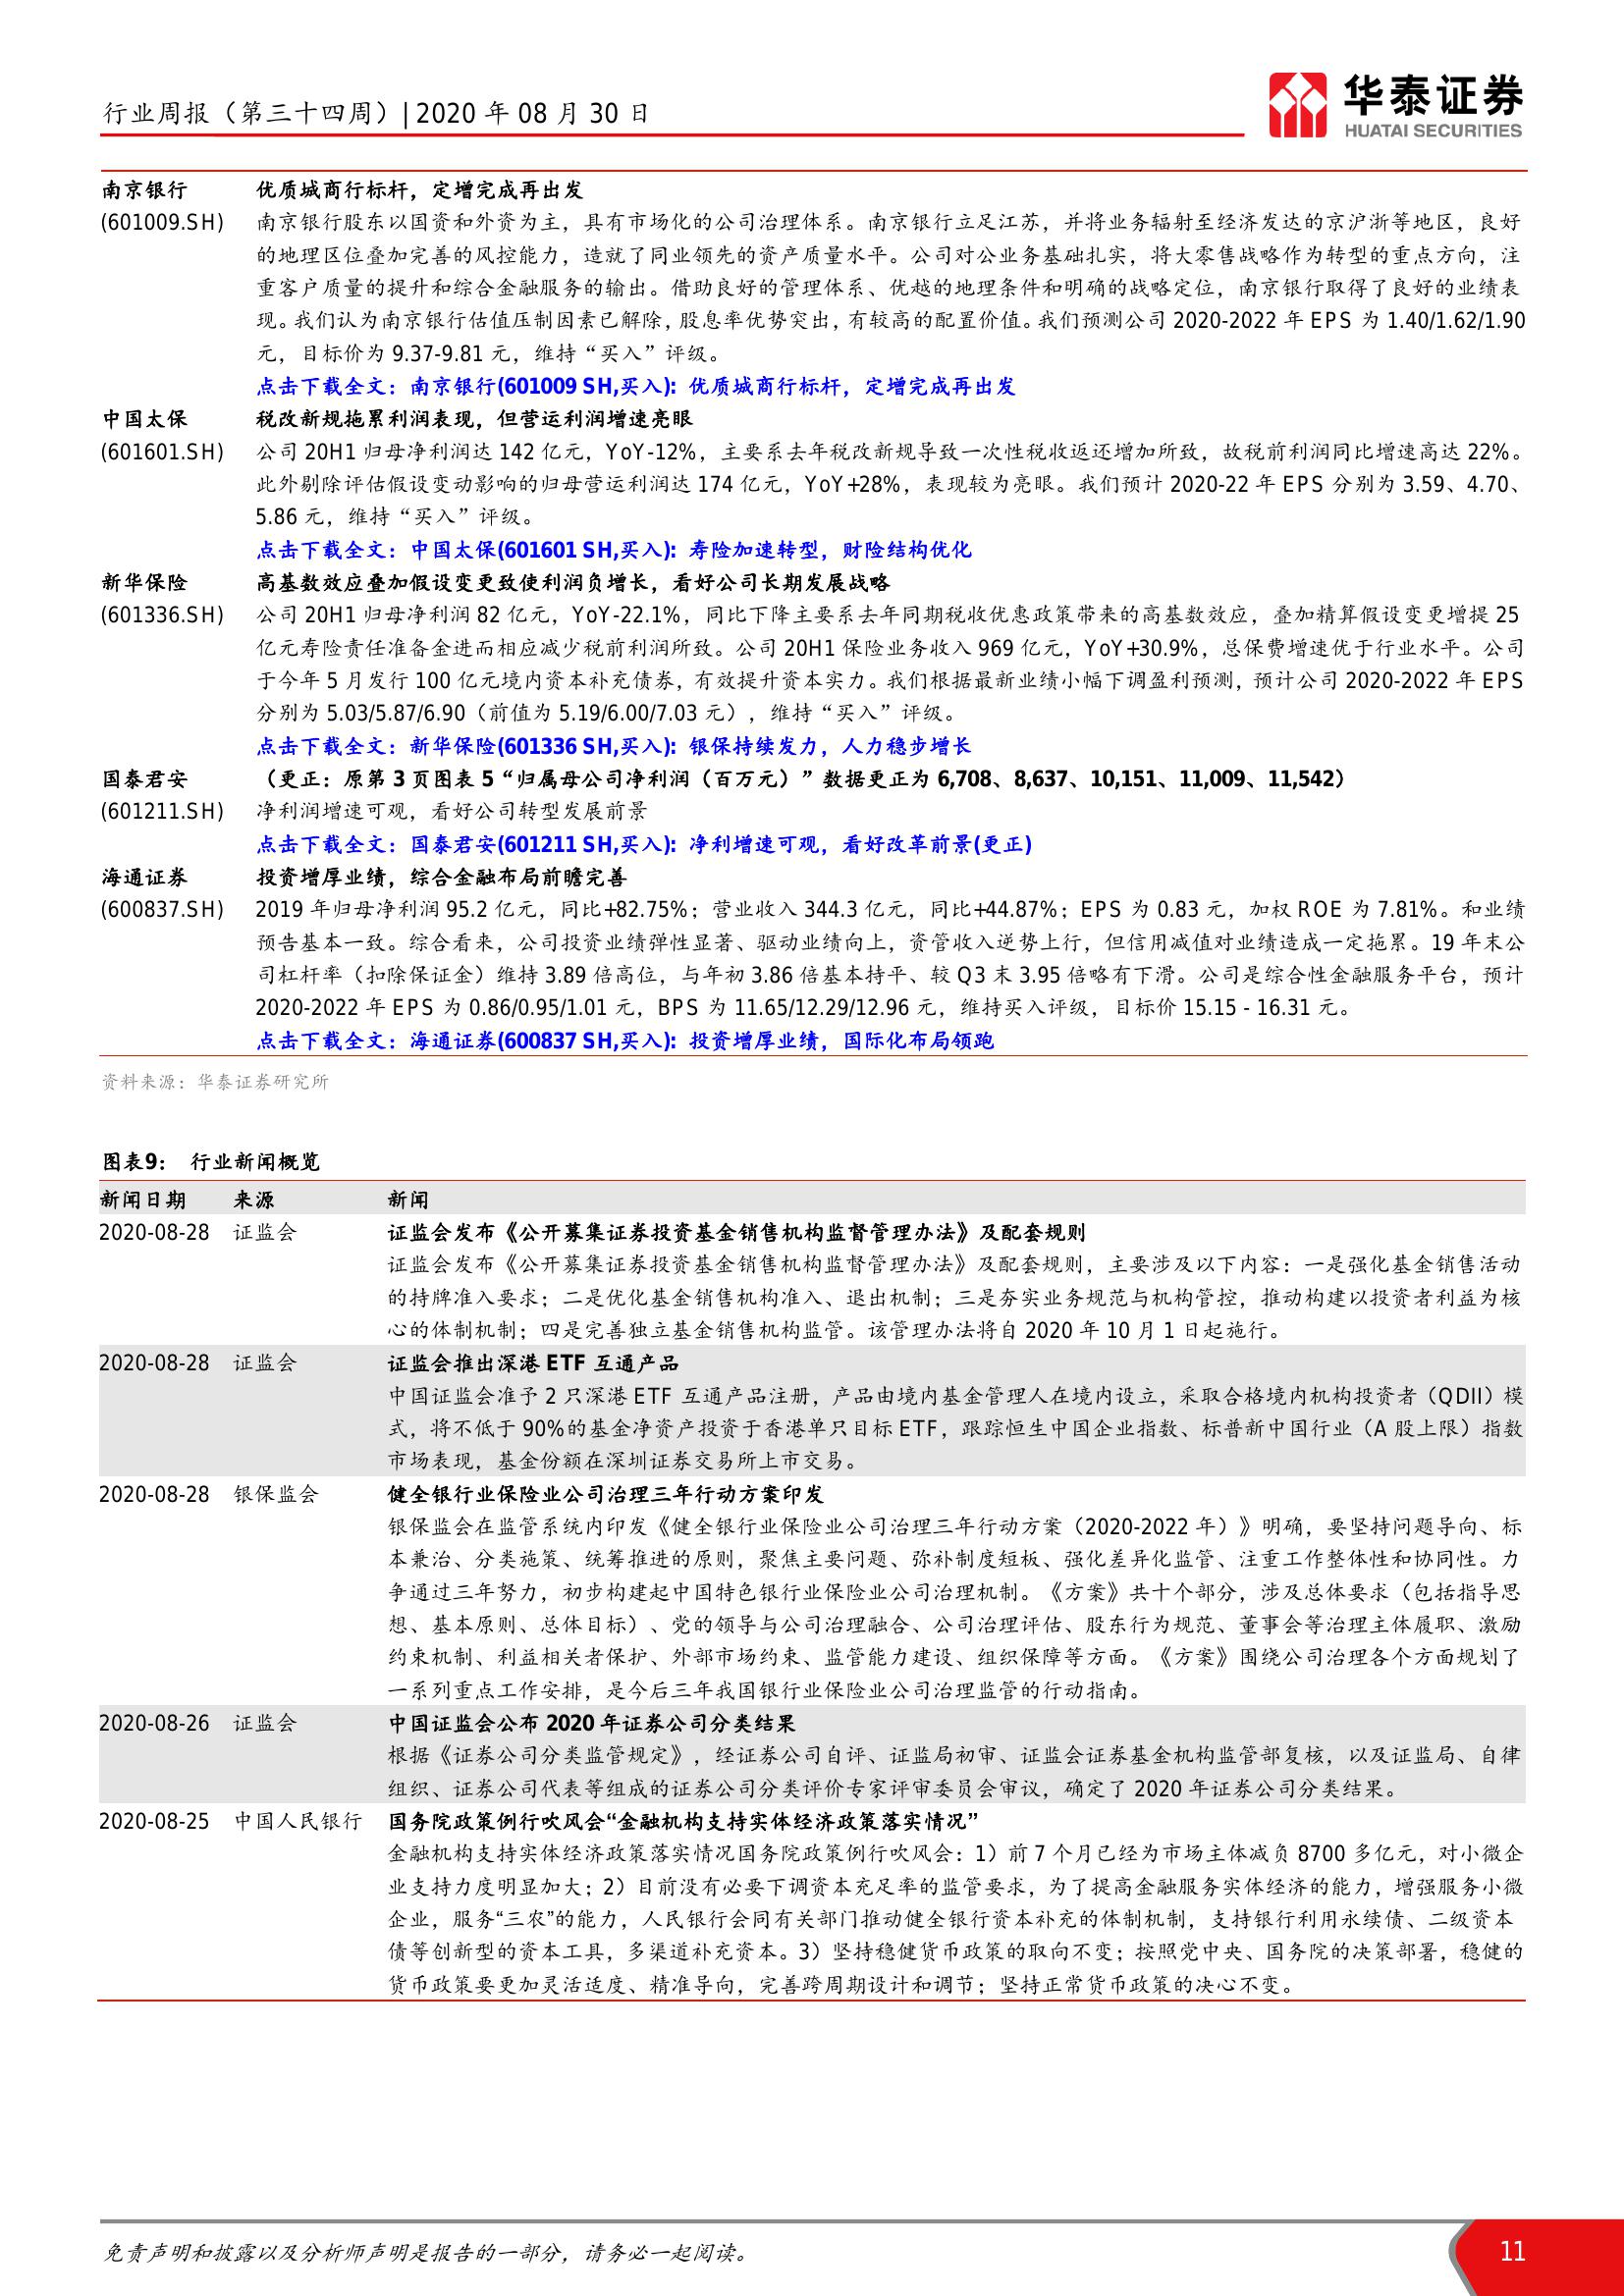 行业周报（第三十四周）| 2020 年 08 月 30 日
华泰证券
HUATAI SECURITIES
南京银行 优质城商行标杆，定增完成再出发
(601009.SH) 南京银行股东以国资和外资为主，具有市场化的公司治理体系。南京银行立足江苏，并将业务辐射至经济发达的京沪浙等地区，良好
的地理区位叠加完善的风控能力，造就了同业领先的资产质量水平。公司对公业务基础扎实，将大零售战略作为转型的重点方向，注
重客户质量的提升和综合金融服务的输出。借助良好的管理体系、优越的地理条件和明确的战略定位，南京银行取得了良好的业绩表
现。我们认为南京银行估值压制因素已解除，股息率优势突出，有较高的配置价值。我们预测公司 2020-2022 年 EPS 为 1.40/1.62/1.90
元，目标价为 9.37-9.81 元，维持“买入”评级。
点击下载全文：南京银行(601009 SH,买入): 优质城商行标杆，定增完成再出发
中国太保 税改新规拖累利润表现，但营运利润增速亮眼
(601601.SH) 公司 20H1 归母净利润达 142 亿元，YoY-12%，主要系去年税改新规导致一次性税收返还增加所致，故税前利润同比增速高达 22%。
此外剔除评估假设变动影响的归母营运利润达 174 亿元，YoY+28%，表现较为亮眼。我们预计 2020-22 年 EPS 分别为 3.59、4.70、
5.86 元，维持“买入”评级。
点击下载全文：中国太保(601601 SH,买入): 寿险加速转型，财险结构优化
新华保险 高基数效应叠加假设变更致使利润负增长，看好公司长期发展战略
(601336.SH) 公司 20H1 归母净利润 82 亿元，YoY-22.1%，同比下降主要系去年同期税收优惠政策带来的高基数效应，叠加精算假设变更增提 25
亿元寿险责任准备金进而相应减少税前利润所致。公司 20H1 保险业务收入 969 亿元，YoY+30.9%，总保费增速优于行业水平。公司
于今年 5 月发行 100 亿元境内资本补充债券，有效提升资本实力。我们根据最新业绩小幅下调盈利预测，预计公司 2020-2022 年 EPS
分别为 5.03/5.87/6.90（前值为 5.19/6.00/7.03 元），维持“买入”评级。
点击下载全文：新华保险(601336 SH,买入): 银保持续发力，人力稳步增长
国泰君安 （更正：原第 3 页图表 5“归属母公司净利润（百万元）”数据更正为 6,708、8,637、10,151、11,009、11,542）
(601211.SH) 净利润增速可观，看好公司转型发展前景
点击下载全文：国泰君安(601211 SH,买入): 净利增速可观，看好改革前景(更正)
海通证券 投资增厚业绩，综合金融布局前瞻完善
(600837.SH) 2019 年归母净利润 95.2 亿元，同比+82.75%；营业收入 344.3 亿元，同比+44.87%；EPS 为 0.83 元，加权 ROE 为 7.81%。和业绩
预告基本一致。综合看来，公司投资业绩弹性显著、驱动业绩向上，资管收入逆势上行，但信用减值对业绩造成一定拖累。19 年末公
司杠杆率（扣除保证金）维持 3.89 倍高位，与年初 3.86 倍基本持平、较 Q3 末 3.95 倍略有下滑。公司是综合性金融服务平台，预计
2020-2022 年 EPS 为 0.86/0.95/1.01 元，BPS 为 11.65/12.29/12.96 元，维持买入评级，目标价 15.15 - 16.31 元。
点击下载全文：海通证券(600837 SH,买入): 投资增厚业绩，国际化布局领跑
资料来源：华泰证券研究所
图表9： 行业新闻概览
新闻日期 来源 新闻
2020-08-28 证监会 证监会发布《公开募集证券投资基金销售机构监督管理办法》及配套规则
证监会发布《公开募集证券投资基金销售机构监督管理办法》及配套规则，主要涉及以下内容：一是强化基金销售活动
的持牌准入要求；二是优化基金销售机构准入、退出机制；三是夯实业务规范与机构管控，推动构建以投资者利益为核
心的体制机制；四是完善独立基金销售机构监管。该管理办法将自 2020 年 10 月 1 日起施行。
2020-08-28 证监会 证监会推出深港 ETF 互通产品
中国证监会准予 2 只深港 ETF 互通产品注册，产品由境内基金管理人在境内设立，采取合格境内机构投资者（QDII）模
式，将不低于 90%的基金净资产投资于香港单只目标 ETF，跟踪恒生中国企业指数、标普新中国行业（A 股上限）指数
市场表现，基金份额在深圳证券交易所上市交易。
2020-08-28 银保监会 健全银行业保险业公司治理三年行动方案印发
银保监会在监管系统内印发《健全银行业保险业公司治理三年行动方案（2020-2022 年）》明确，要坚持问题导向、标
本兼治、分类施策、统筹推进的原则，聚焦主要问题、弥补制度短板、强化差异化监管、注重工作整体性和协同性。力
争通过三年努力，初步构建起中国特色银行业保险业公司治理机制。《方案》共十个部分，涉及总体要求（包括指导思
想、基本原则、总体目标）、党的领导与公司治理融合、公司治理评估、股东行为规范、董事会等治理主体履职、激励
约束机制、利益相关者保护、外部市场约束、监管能力建设、组织保障等方面。《方案》围绕公司治理各个方面规划了
一系列重点工作安排，是今后三年我国银行业保险业公司治理监管的行动指南。
2020-08-26 证监会 中国证监会公布 2020 年证券公司分类结果
根据《证券公司分类监管规定》，经证券公司自评、证监局初审、证监会证券基金机构监管部复核，以及证监局、自律
组织、证券公司代表等组成的证券公司分类评价专家评审委员会审议，确定了 2020 年证券公司分类结果。
2020-08-25 中国人民银行 国务院政策例行吹风会“金融机构支持实体经济政策落实情况”
金融机构支持实体经济政策落实情况国务院政策例行吹风会：1）前 7 个月已经为市场主体减负 8700 多亿元，对小微企
业支持力度明显加大；2）目前没有必要下调资本充足率的监管要求，为了提高金融服务实体经济的能力，增强服务小微
企业，服务“三农”的能力，人民银行会同有关部门推动健全银行资本补充的体制机制，支持银行利用永续债、二级资本
债等创新型的资本工具，多渠道补充资本。3）坚持稳健货币政策的取向不变；按照党中央、国务院的决策部署，稳健的
货币政策要更加灵活适度、精准导向，完善跨周期设计和调节；坚持正常货币政策的决心不变。
免责声明和披露以及分析师声明是报告的一部分，请务必一起阅读。
11